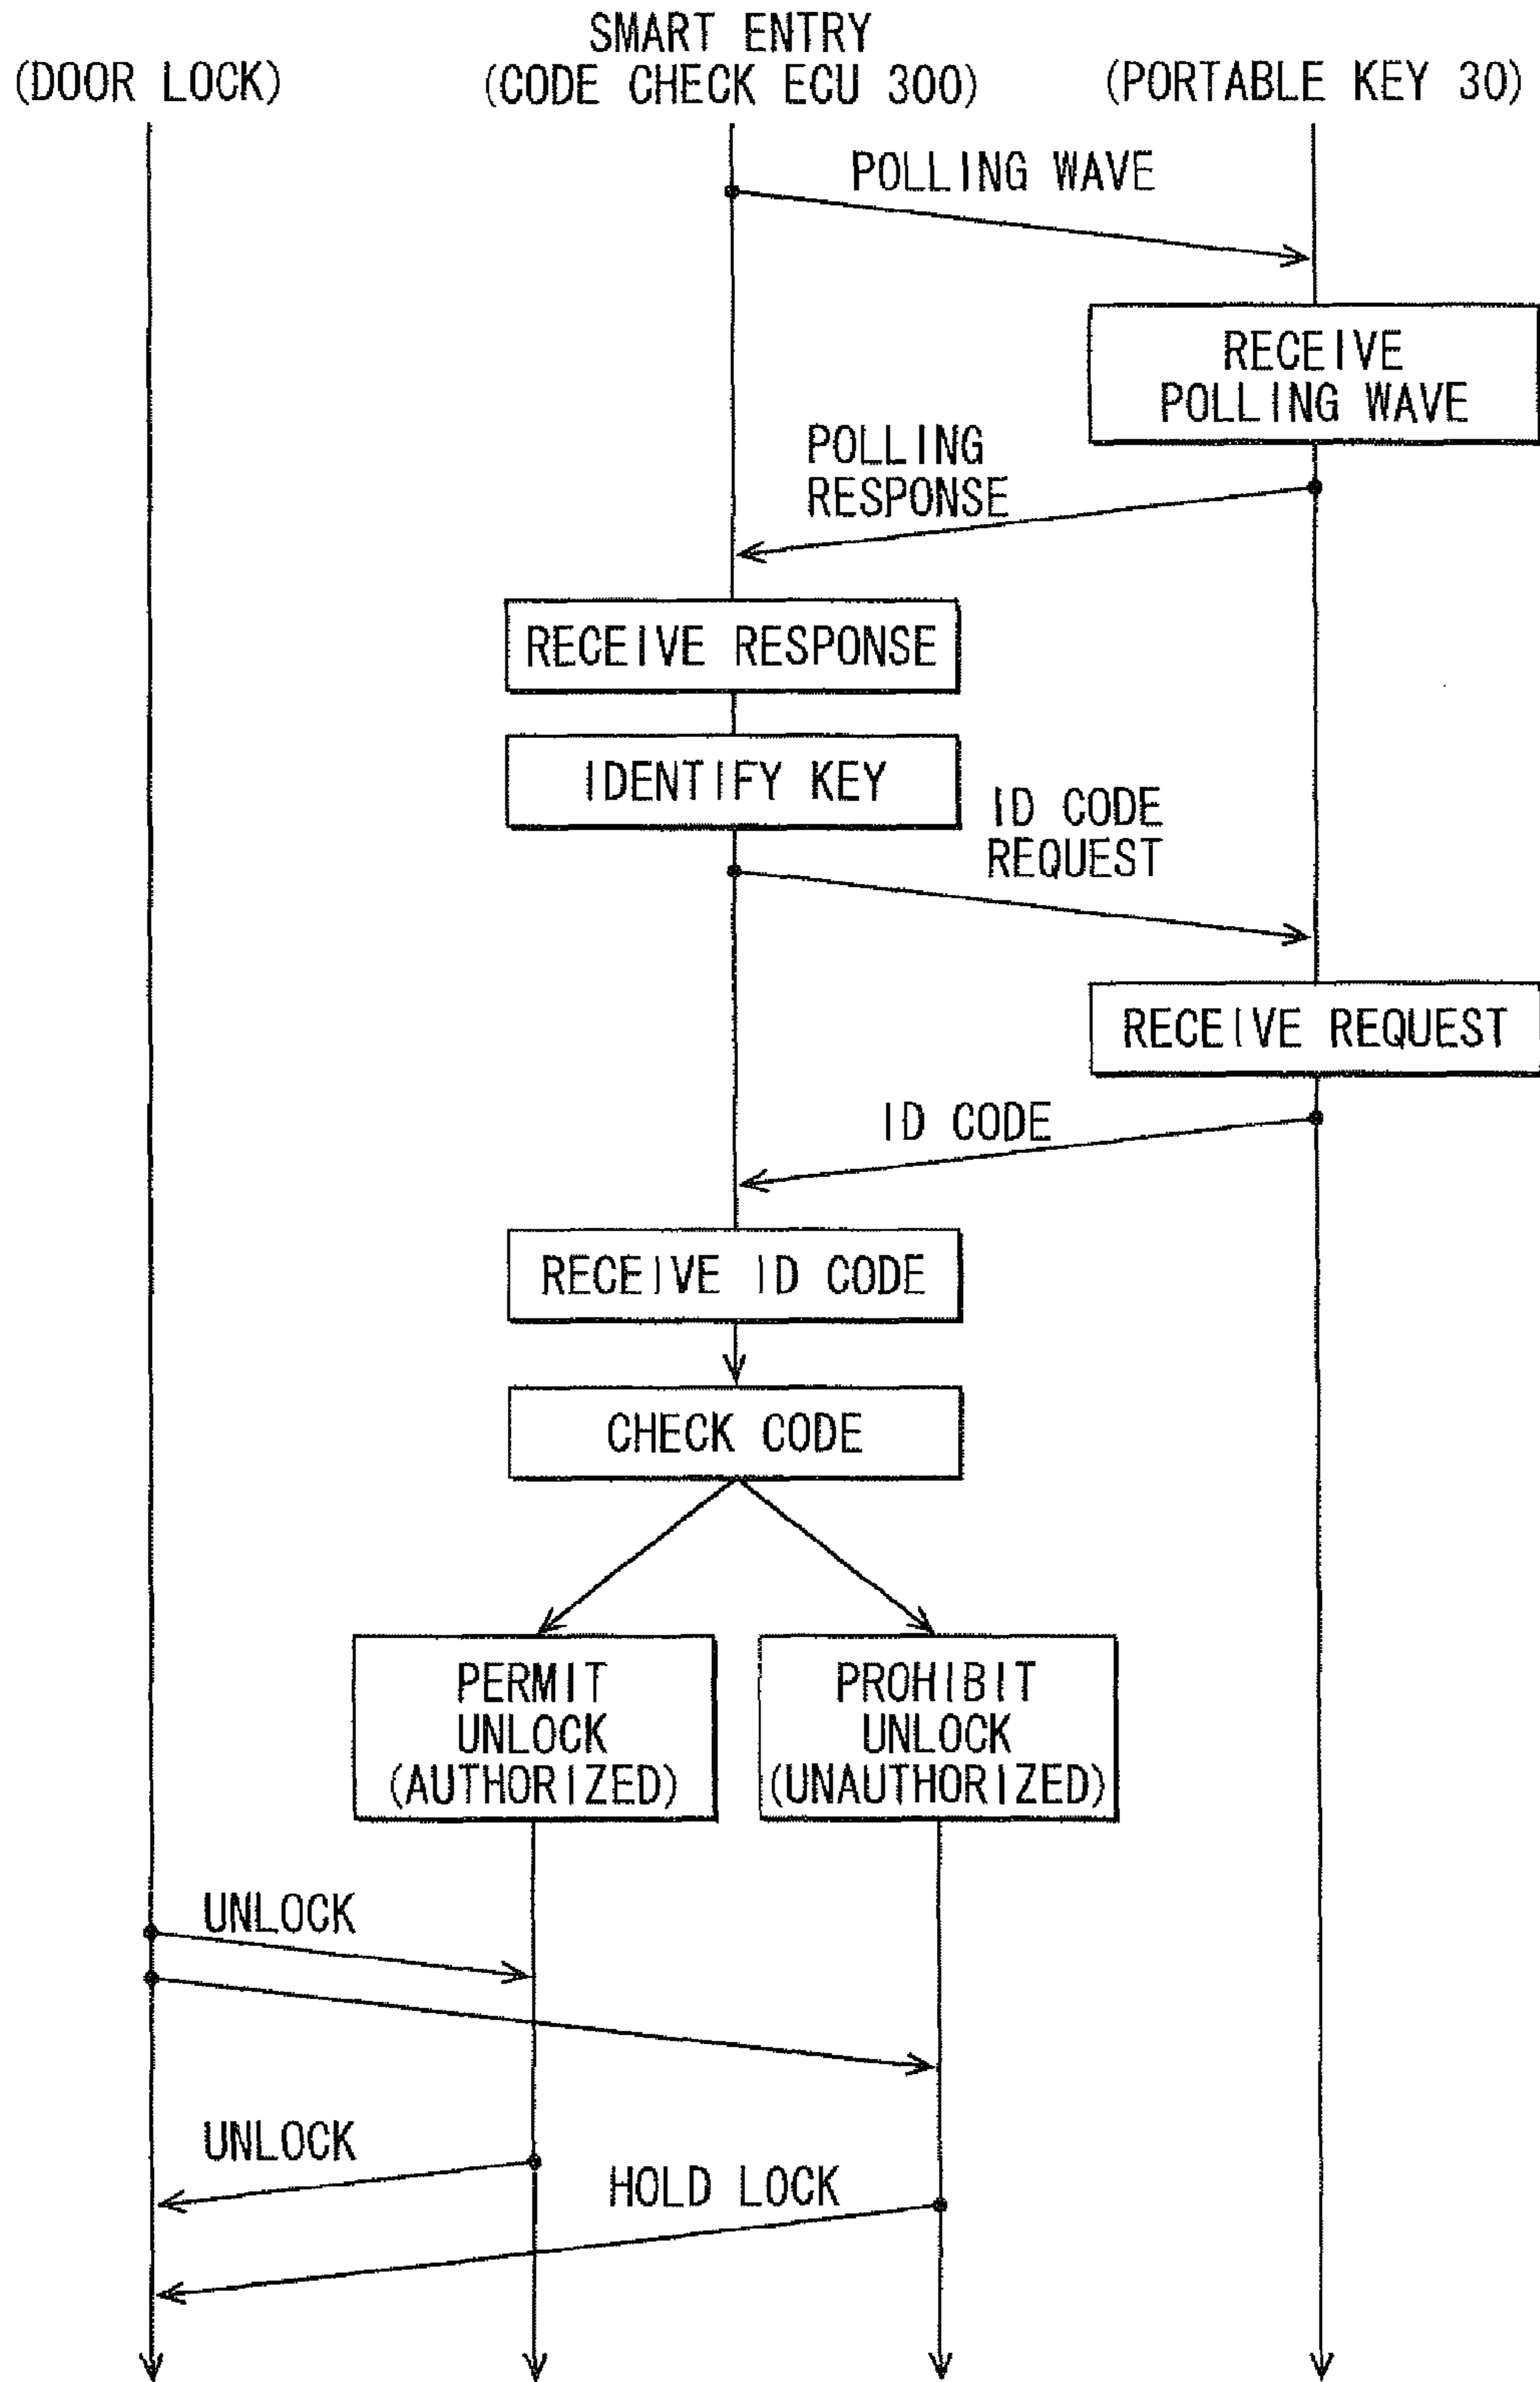 SMART ENTRY
(DOOR LOCK)
(CODE CHECK ECU 300)
(PORTABLE KEY 30)
POLLING WAVE
RECEIVE
POLLING WAVE
POLLING
RESPONSE
RECEIVE RESPONSE
IDENTIFY KEY
ID CODE
REQUEST
RECEIVE REQUEST
ID CODE
RECEIVE ID CODE
CHECK CODE
PERMIT
UNLOCK
(AUTHORIZED)
PROHIBIT
UNLOCK
(UNAUTHORIZED)
UNLOCK
UNLOCK
HOLD LOCK